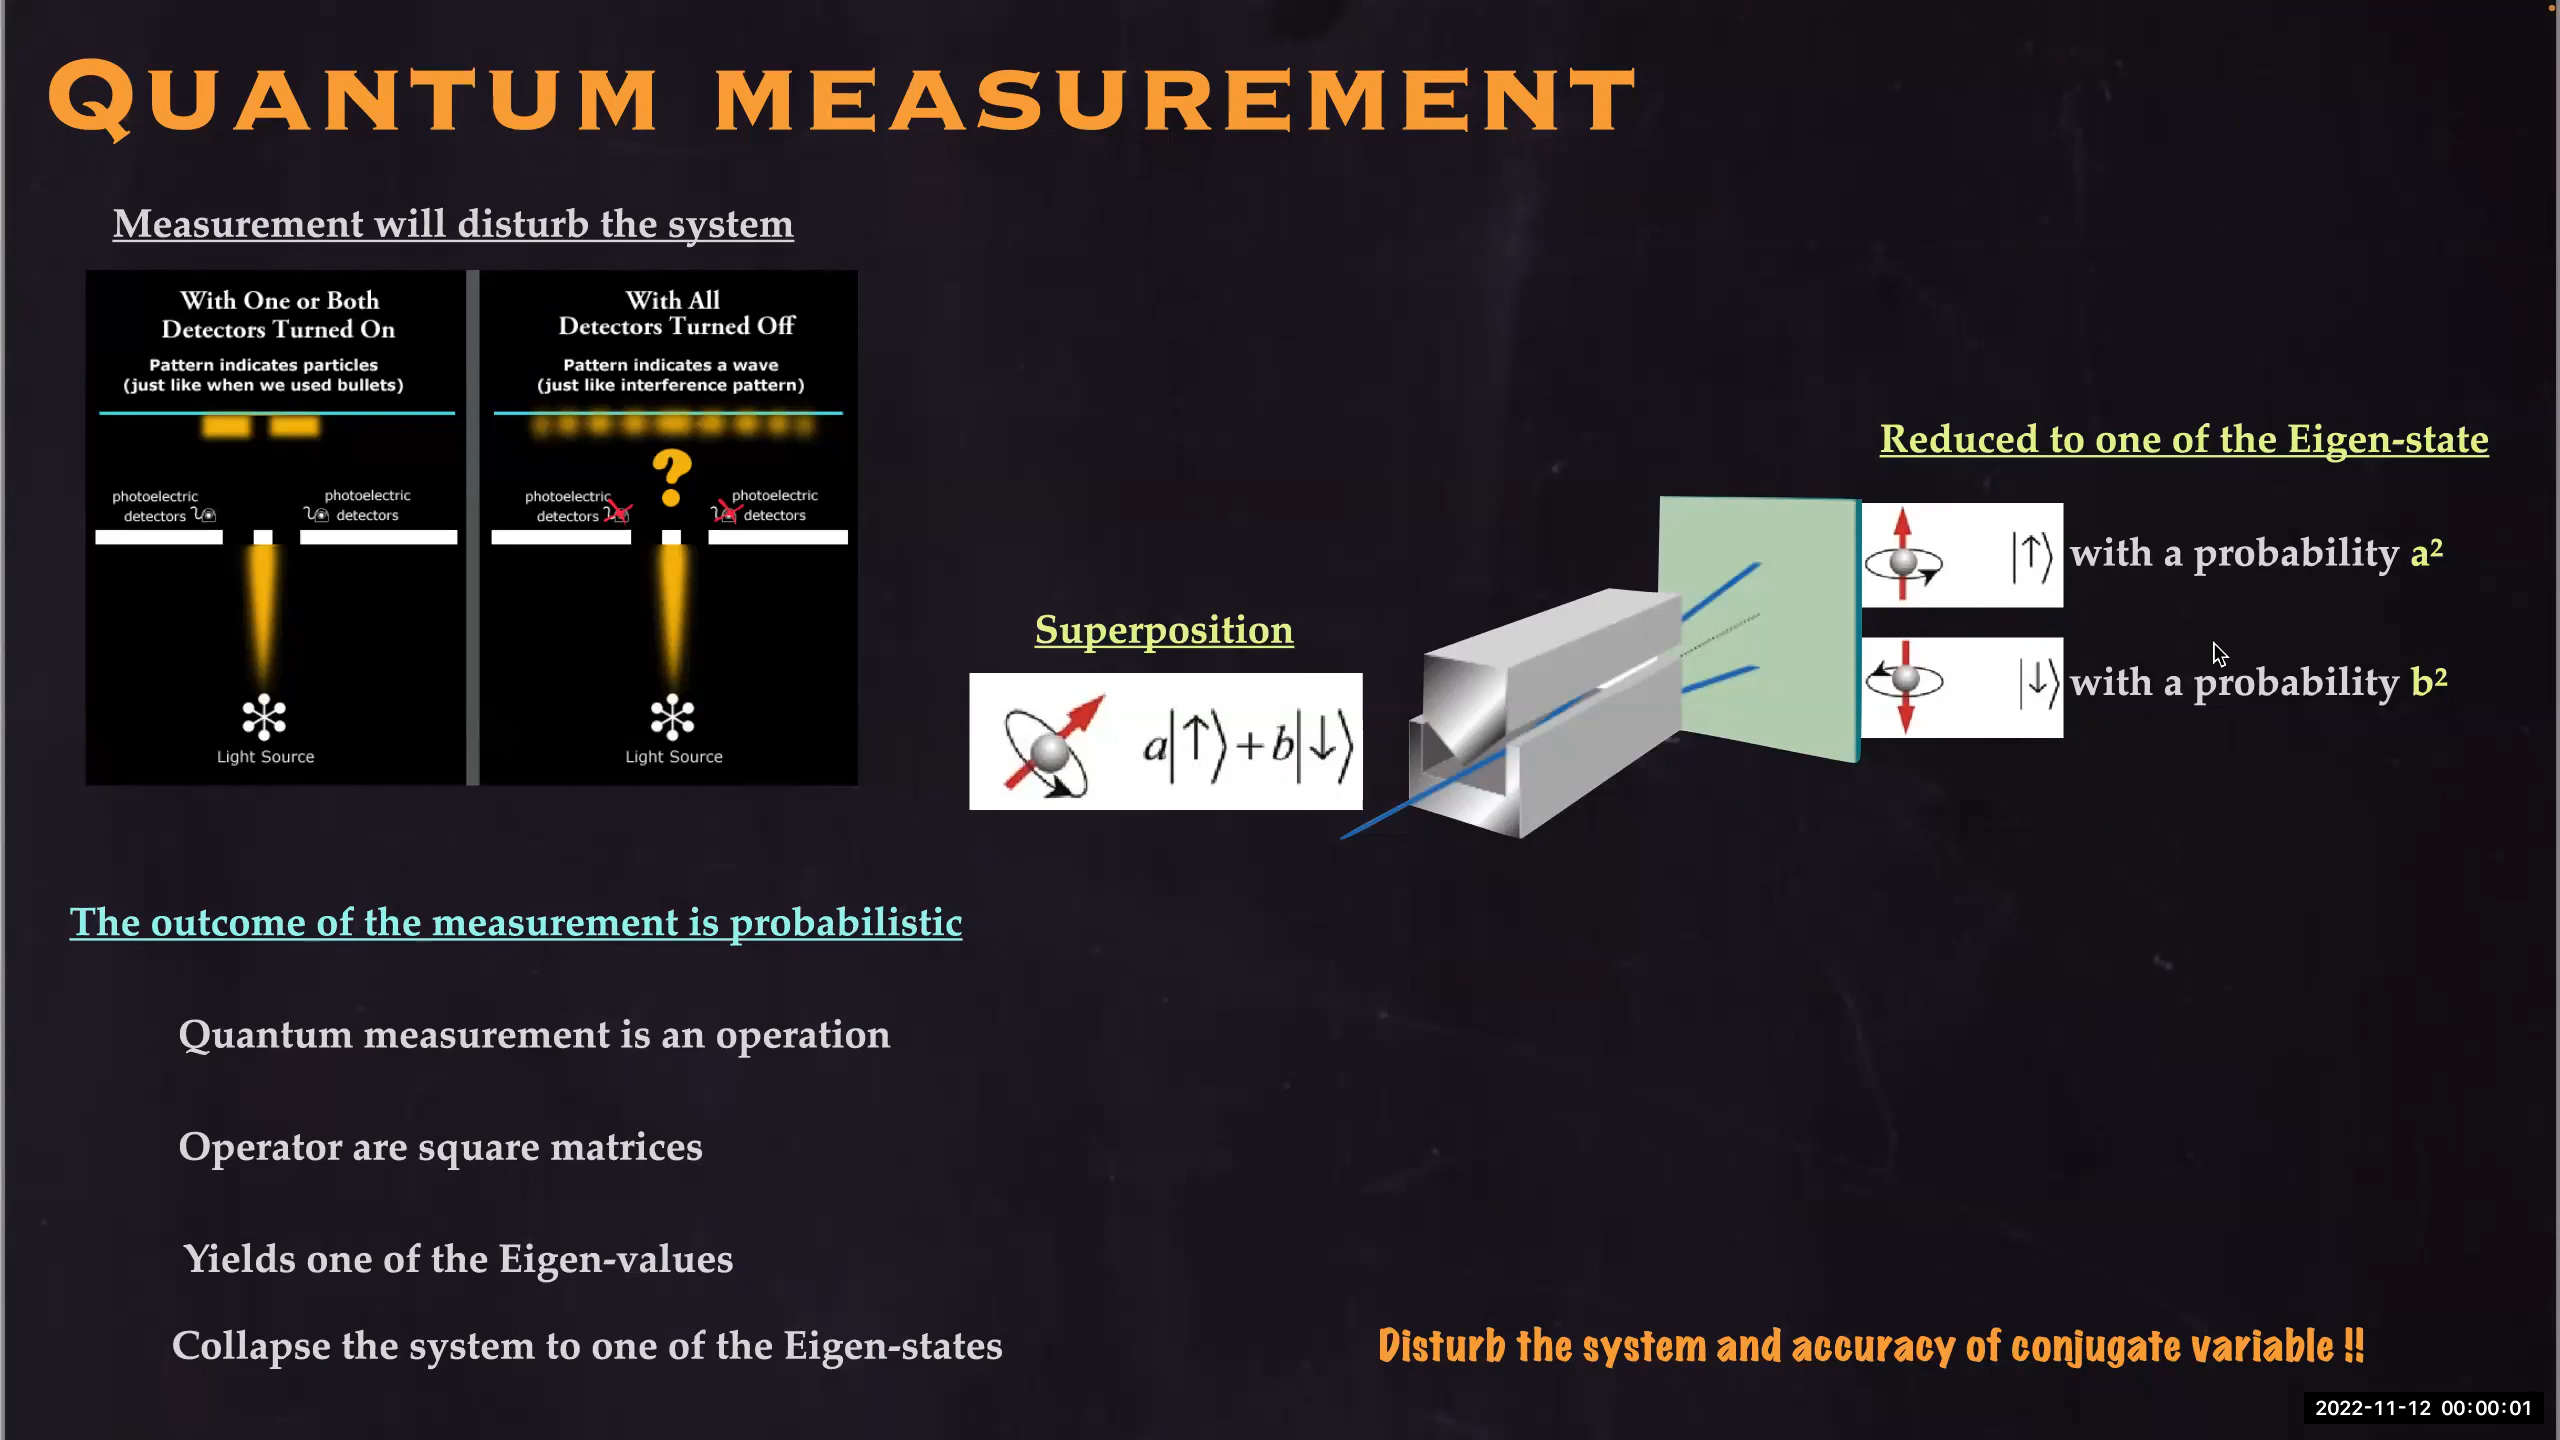 QUANTUM MEASUREMENT
Measurement will disturb the system
With One or Both
Detectors Turned On
Pattern indicates particles
(just like when we used bullets)
photoelectric
detectors
photoelectric
detectors
Light Source
With All
Detectors Turned Off
Pattern indicates a wave
(just like interference pattern)
?
photoelectric
detectors
photoelectric
detectors
Light Source
Superposition
a|↑⟩+b|↓⟩
Reduced to one of the Eigen-state
|↑⟩ with a probability a²
|↓⟩ with a probability b²
The outcome of the measurement is probabilistic
Quantum measurement is an operation
Operator are square matrices
Yields one of the Eigen-values
Collapse the system to one of the Eigen-states
Disturb the system and accuracy of conjugate variable !!
2022-11-12 00:00:01